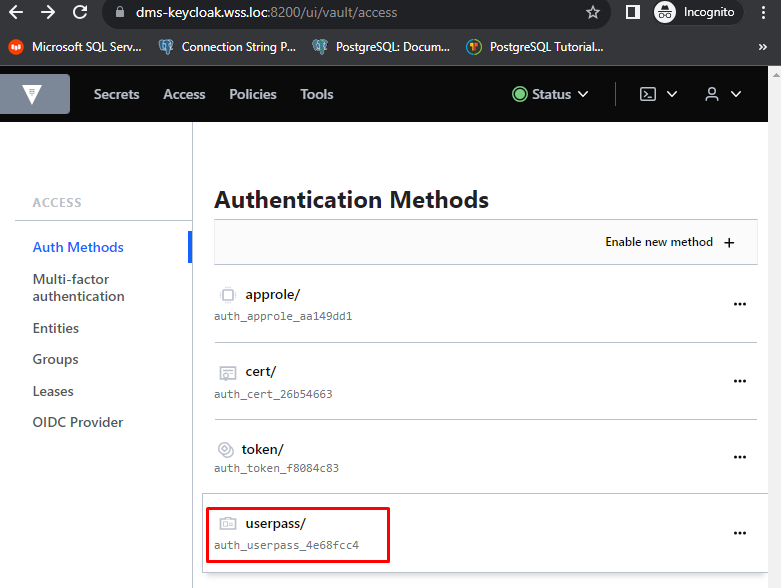 dms-keycloak.wss.loc:8200/ui/vault/access
Incognito
Microsoft SQL Serv...
Connection String P...
PostgreSQL: Docum...
PostgreSQL Tutorial...
»
Secrets
Access
Policies
Tools
Status
ACCESS
Authentication Methods
Auth Methods
Enable new method +
Multi-factor
authentication
Entities
Groups
Leases
OIDC Provider
approle/
auth_approle_aa149dd1
cert/
auth_cert_26b54663
token/
auth_token_f8084c83
userpass/
auth_userpass_4e68fcc4